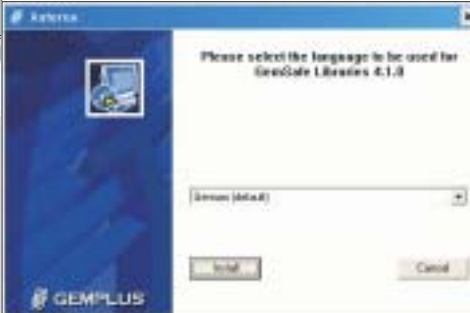 Please select the language to be used for
GemSafe Libraries 4.1.0
German (default)
Install
Cancel
GEMPLUS